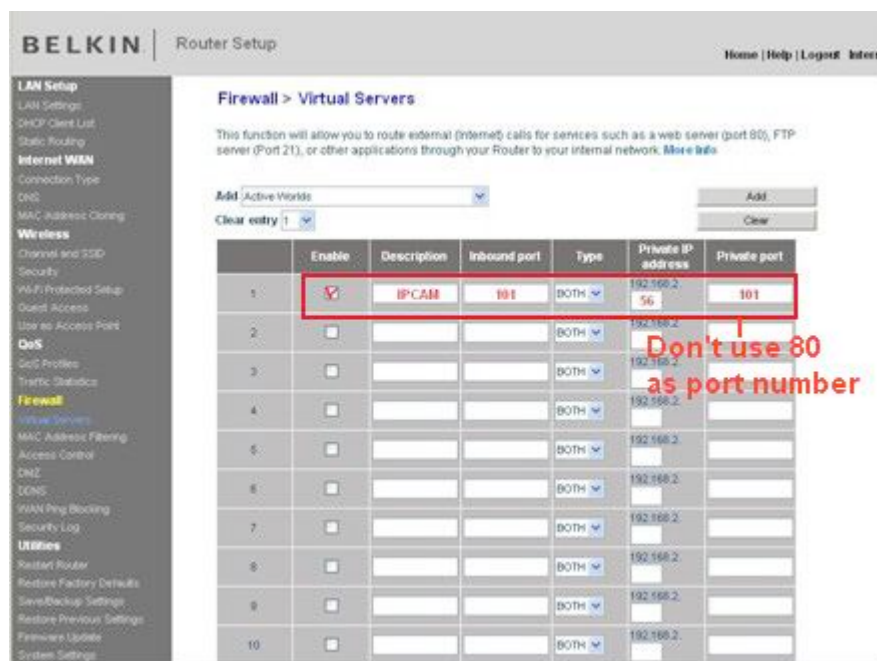 BELKIN Router Setup
Home | Help | Logout Inter
LAN Setup
LAN Settings
DHCP Client List
Static Routing
Internet WAN
Connection Type
DNS
MAC Address Cloning
Wireless
Channel and SSID
Security
Wi-Fi Protected Setup
Guest Access
Use as Access Point
QoS
QoS Profiles
Traffic Statistics
Firewall
Virtual Servers
MAC Address Filtering
Access Control
DMZ
DDNS
WAN Ping Blocking
Security Log
Utilities
Restart Router
Restore Factory Defaults
Save/Backup Settings
Restore Previous Settings
Firmware Update
System Settings
Firewall > Virtual Servers
This function will allow you to route external (Internet) calls for services such as a web server (port 80), FTP
server (Port 21), or other applications through your Router to your internal network. More Info
Add Active Worlds Add
Clear entry 1 Clear
Enable Description Inbound port Type Private IP address Private port
1 IPCAM 101 BOTH 192.168.2. 56 101
2 BOTH 192.168.2.
3 BOTH 192.168.2.
4 BOTH 192.168.2.
5 BOTH 192.168.2.
6 BOTH 192.168.2.
7 BOTH 192.168.2.
8 BOTH 192.168.2.
9 BOTH 192.168.2.
10 BOTH 192.168.2.
Don't use 80
as port number